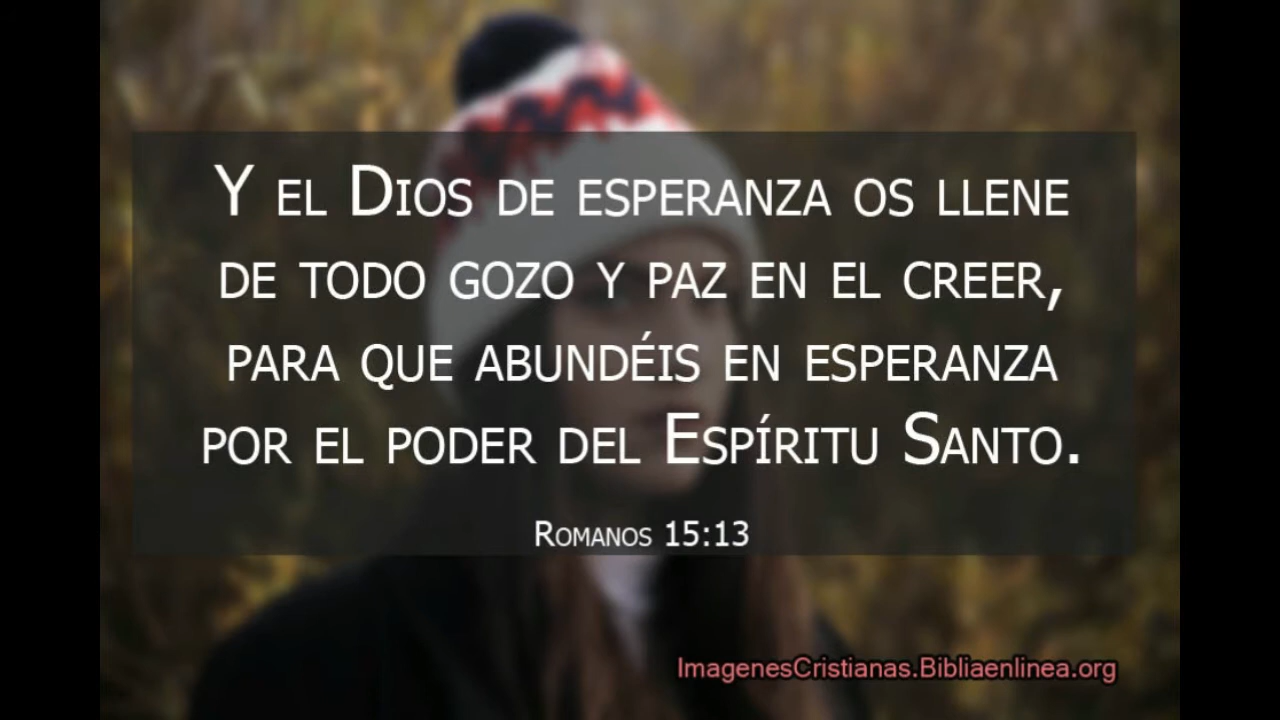 Y EL DIOS DE ESPERANZA OS LLENE
DE TODO GOZO Y PAZ EN EL CREER,
PARA QUE ABUNDÉIS EN ESPERANZA
POR EL PODER DEL ESPÍRITU SANTO.
ROMANOS 15:13
ImagenesCristianas.Bibliaenlinea.org